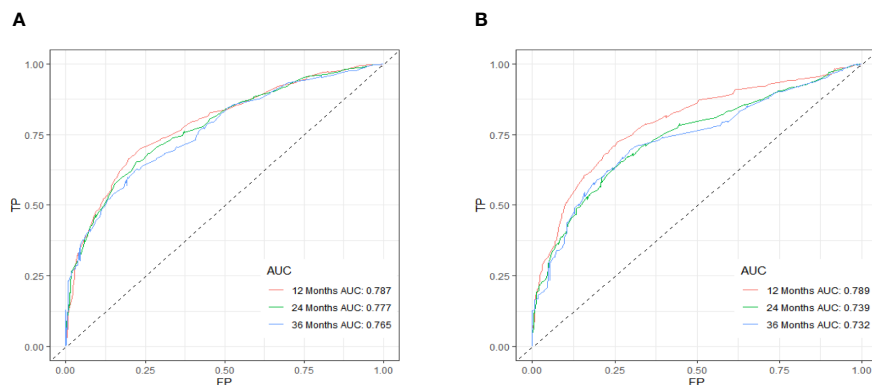 A
B
1.00
0.75
0.50
0.25
0.00
TP
AUC
12 Months AUC: 0.787
24 Months AUC: 0.777
36 Months AUC: 0.765
0.00 0.25 0.50 0.75 1.00
FP
1.00
0.75
0.50
0.25
0.00
TP
AUC
12 Months AUC: 0.789
24 Months AUC: 0.739
36 Months AUC: 0.732
0.00 0.25 0.50 0.75 1.00
FP